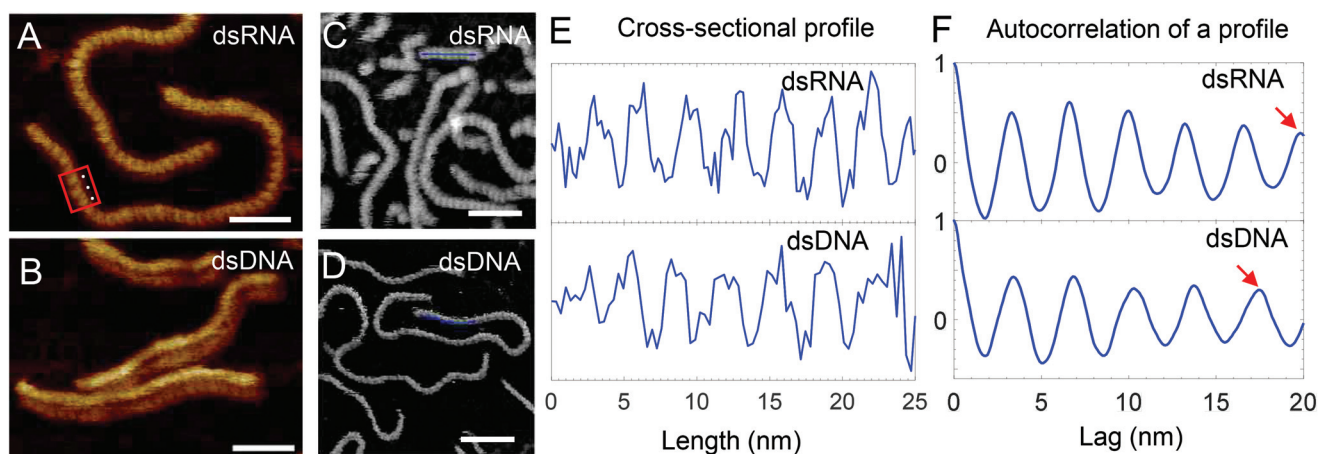 A
dsRNA
B
dsDNA
C
dsRNA
D
dsDNA
E
Cross-sectional profile
dsRNA
dsDNA
0 5 10 15 20 25
Length (nm)
F
Autocorrelation of a profile
1
dsRNA
0
1
dsDNA
0
0 5 10 15 20
Lag (nm)